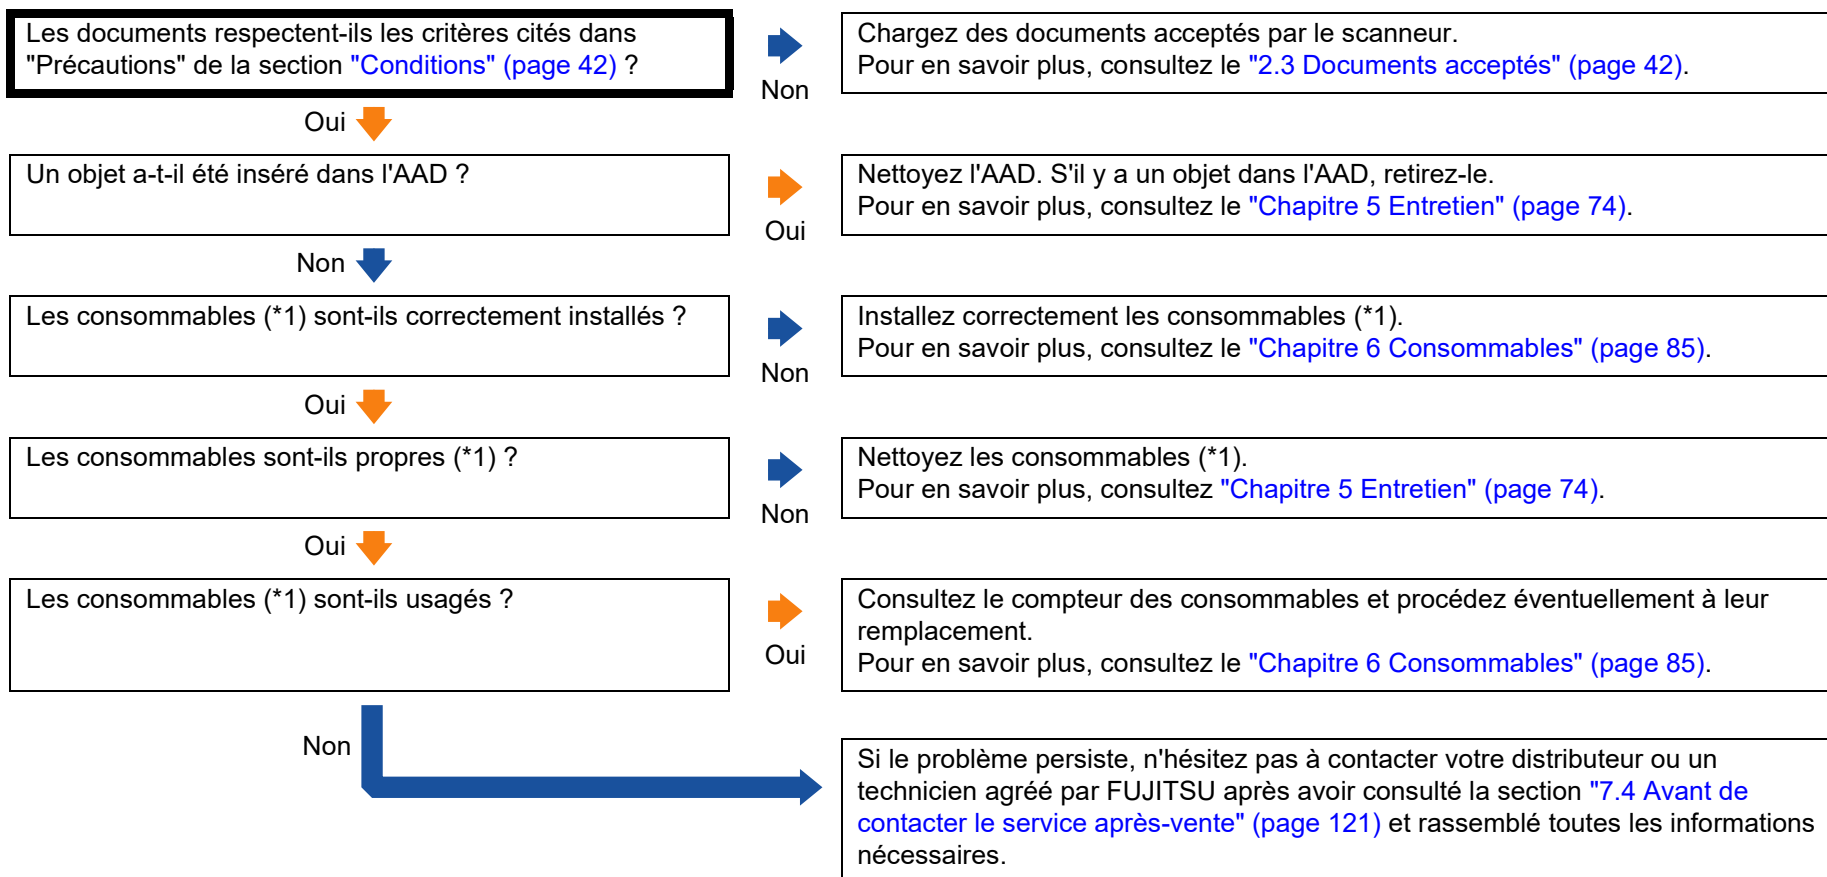 Les documents respectent-ils les critères cités dans
"Précautions" de la section "Conditions" (page 42) ?
Non
Chargez des documents acceptés par le scanneur.
Pour en savoir plus, consultez le "2.3 Documents acceptés" (page 42).
Oui
Un objet a-t-il été inséré dans l'AAD ?
Oui
Nettoyez l'AAD. S'il y a un objet dans l'AAD, retirez-le.
Pour en savoir plus, consultez le "Chapitre 5 Entretien" (page 74).
Non
Les consommables (*1) sont-ils correctement installés ?
Non
Installez correctement les consommables (*1).
Pour en savoir plus, consultez le "Chapitre 6 Consommables" (page 85).
Oui
Les consommables sont-ils propres (*1) ?
Non
Nettoyez les consommables (*1).
Pour en savoir plus, consultez "Chapitre 5 Entretien" (page 74).
Oui
Les consommables (*1) sont-ils usagés ?
Oui
Consultez le compteur des consommables et procédez éventuellement à leur
remplacement.
Pour en savoir plus, consultez le "Chapitre 6 Consommables" (page 85).
Non
Si le problème persiste, n'hésitez pas à contacter votre distributeur ou un
technicien agréé par FUJITSU après avoir consulté la section "7.4 Avant de
contacter le service après-vente" (page 121) et rassemblé toutes les informations
nécessaires.